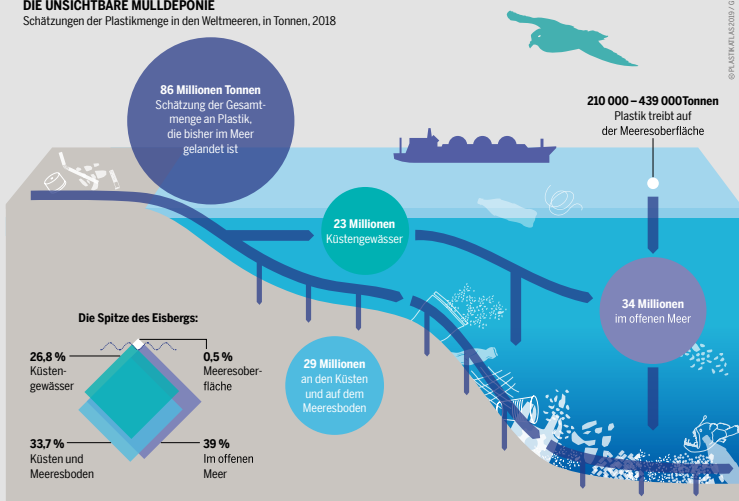 DIE UNSICHTBARE MÜLLDEPONIE
Schätzungen der Plastikmenge in den Weltmeeren, in Tonnen, 2018
© PLASTIKATLAS 2019 / G
86 Millionen Tonnen
Schätzung der Gesamt-
menge an Plastik,
die bisher im Meer
gelandet ist
210 000 – 439 000 Tonnen
Plastik treibt auf
der Meeresoberfläche
23 Millionen
Küstengewässer
34 Millionen
im offenen Meer
29 Millionen
an den Küsten
und auf dem
Meeresboden
Die Spitze des Eisbergs:
26,8 %
Küsten-
gewässer
0,5 %
Meeresober-
fläche
33,7 %
Küsten und
Meeresboden
39 %
Im offenen
Meer